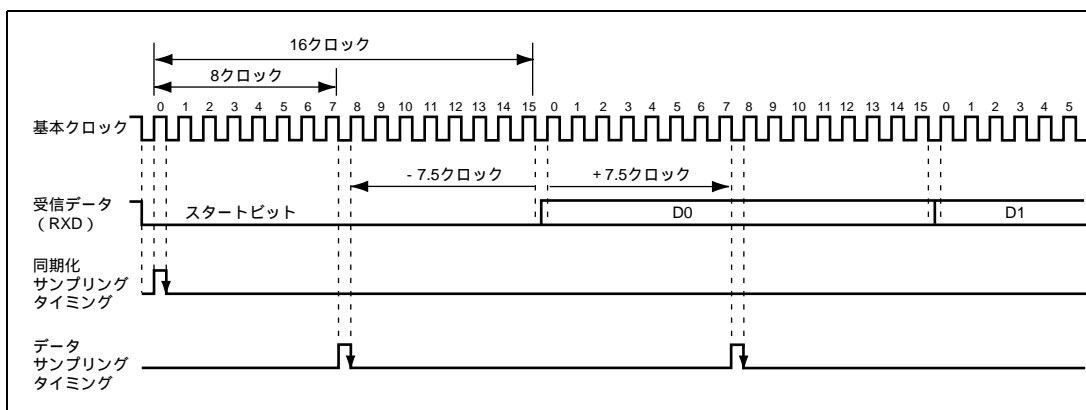 16クロック
8クロック
0 1 2 3 4 5 6 7 8 9 10 11 12 13 14 15 0 1 2 3 4 5 6 7 8 9 10 11 12 13 14 15 0 1 2 3 4 5
基本クロック
- 7.5クロック
+ 7.5クロック
受信データ
(RXD)
スタートビット
D0
D1
同期化
サンプリング
タイミング
データ
サンプリング
タイミング